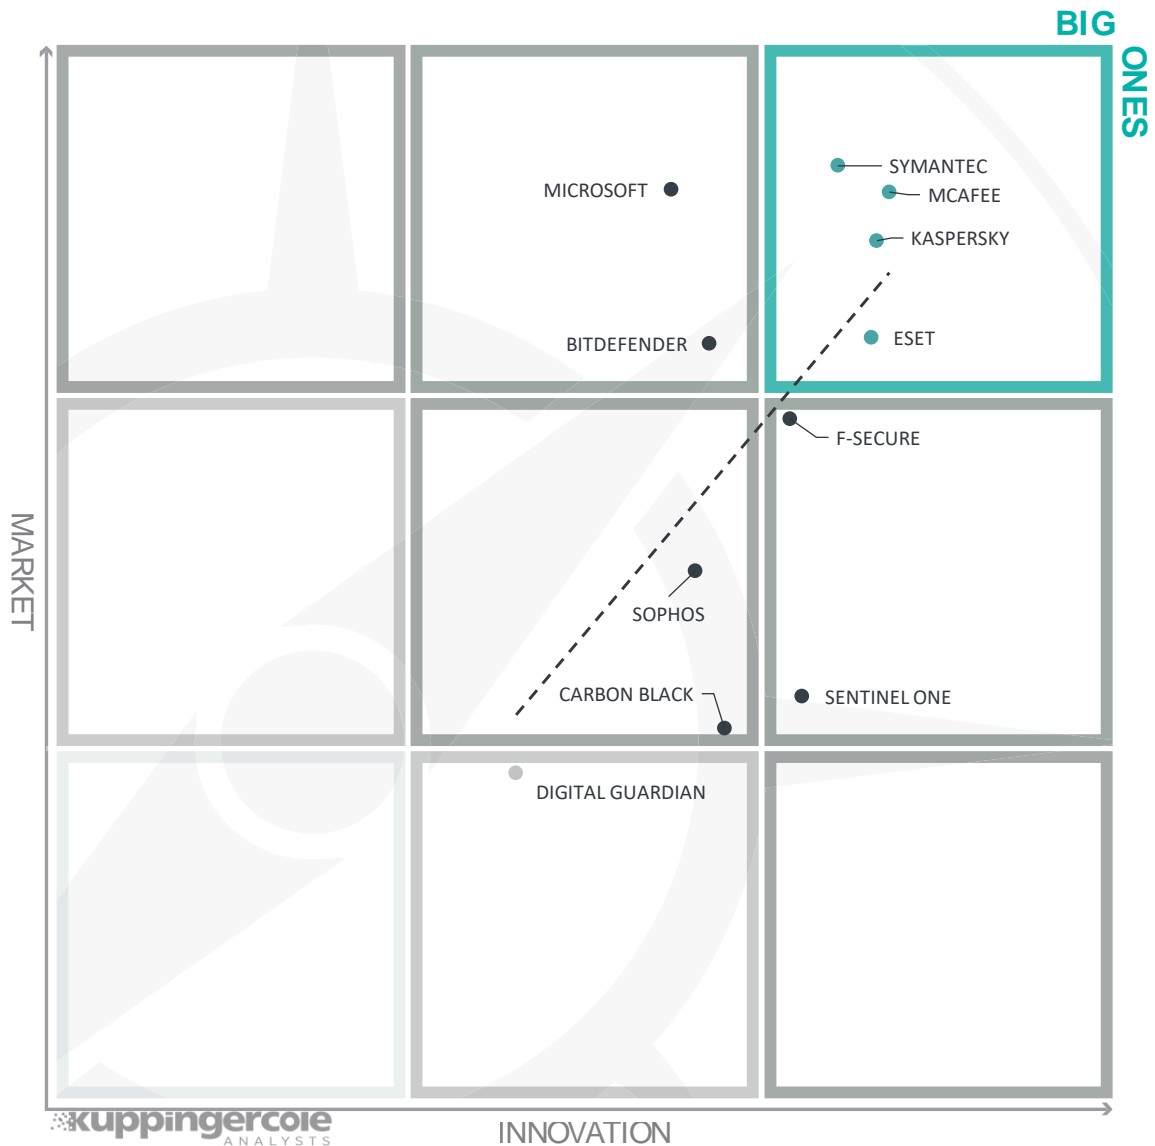 BIG
ONES
SYMANTEC
MICROSOFT
MCAFEE
KASPERSKY
ESET
BITDEFENDER
F-SECURE
MARKET
SOPHOS
CARBON BLACK
SENTINEL ONE
DIGITAL GUARDIAN
kuppingercole
ANALYSTS
INNOVATION